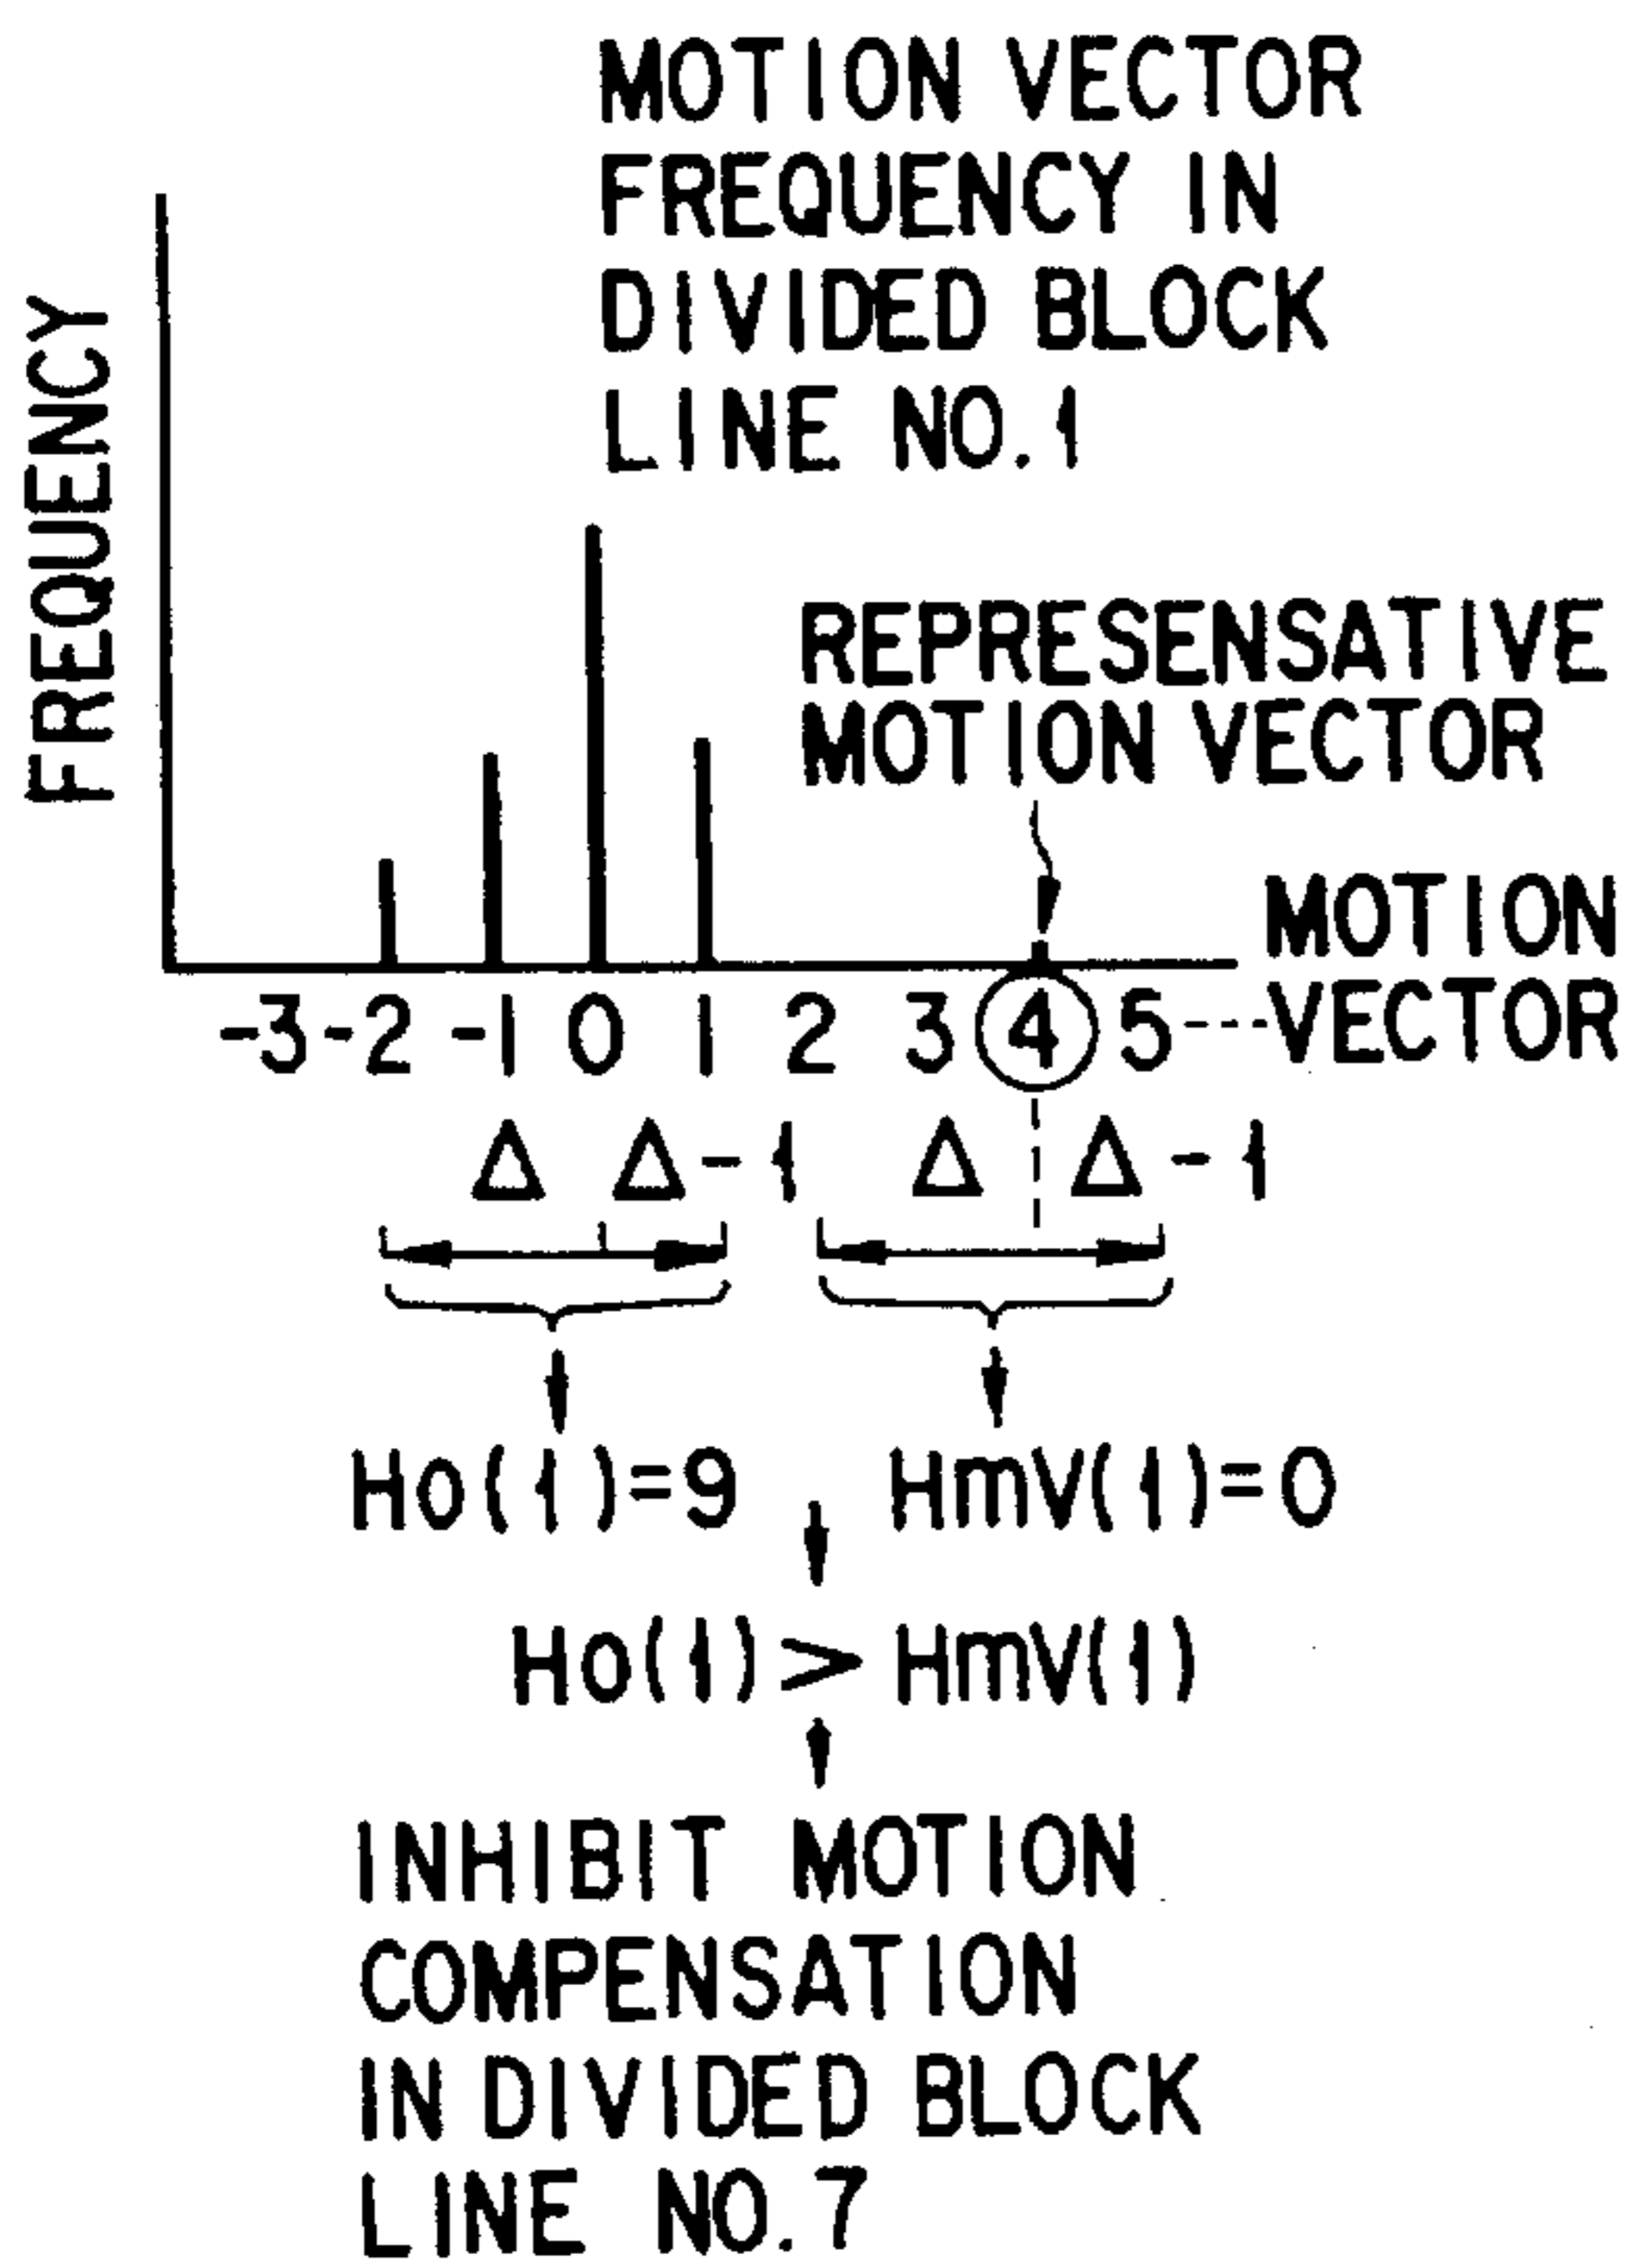 MOTION VECTOR
FREQUENCY IN
DIVIDED BLOCK
LINE NO.1
FREQUENCY
REPRESENSATIVE
MOTION VECTOR
MOTION
VECTOR
-3 -2 -1 0 1 2 3 4 5---
Δ Δ-1 Δ Δ-1
Ho(1)=9 HmV(1)=0
Ho(1)>HmV(1)
INHIBIT MOTION
COMPENSATION
IN DIVIDED BLOCK
LINE NO.7